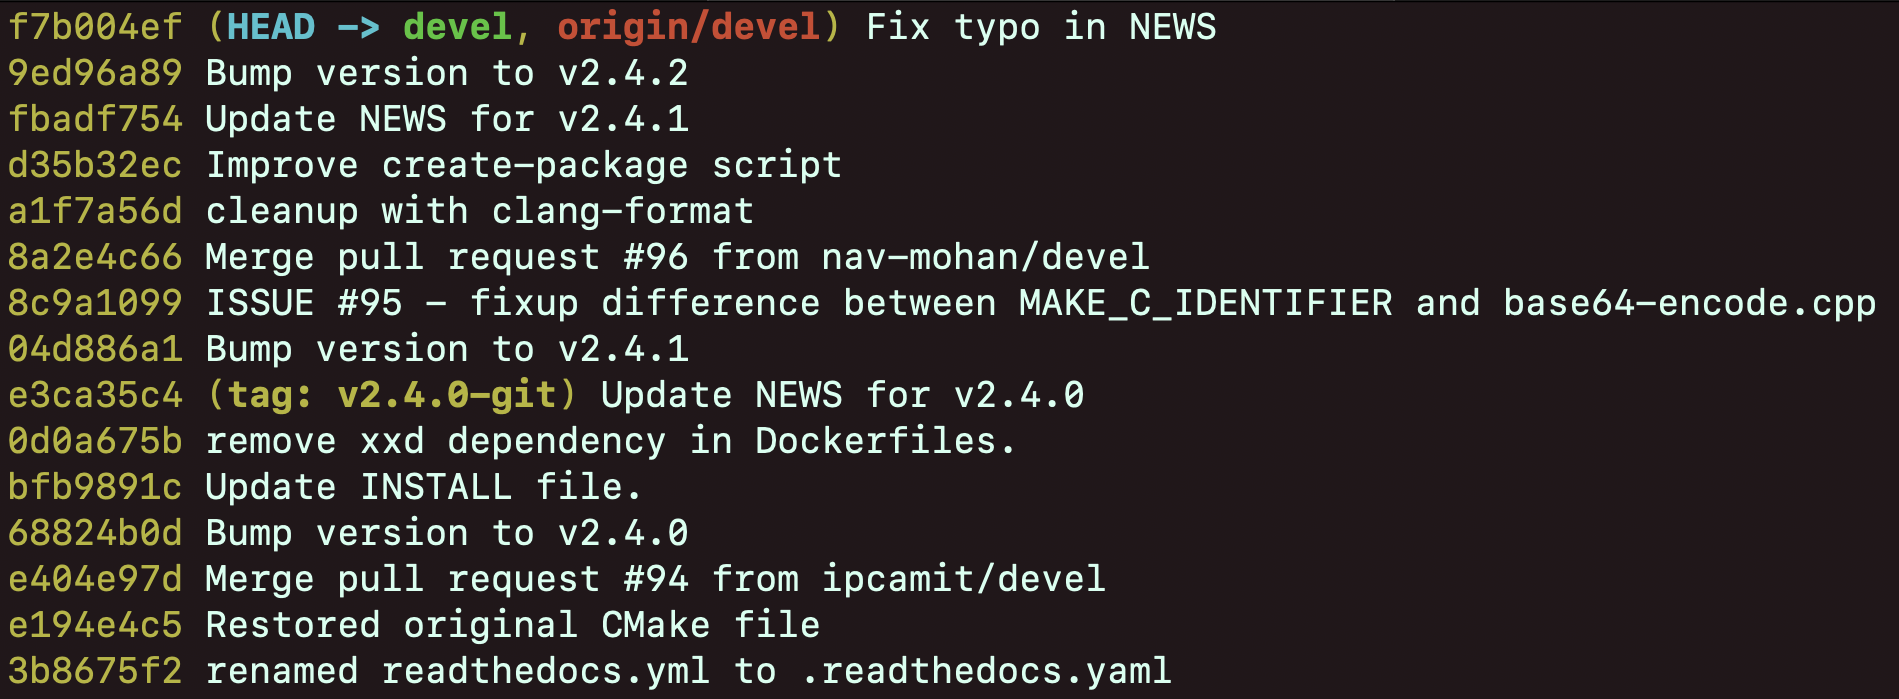 f7b004ef (HEAD -> devel, origin/devel) Fix typo in NEWS
9ed96a89 Bump version to v2.4.2
fbadf754 Update NEWS for v2.4.1
d35b32ec Improve create-package script
a1f7a56d cleanup with clang-format
8a2e4c66 Merge pull request #96 from nav-mohan/devel
8c9a1099 ISSUE #95 - fixup difference between MAKE_C_IDENTIFIER and base64-encode.cpp
04d886a1 Bump version to v2.4.1
e3ca35c4 (tag: v2.4.0-git) Update NEWS for v2.4.0
0d0a675b remove xxd dependency in Dockerfiles.
bfb9891c Update INSTALL file.
68824b0d Bump version to v2.4.0
e404e97d Merge pull request #94 from ipcamit/devel
e194e4c5 Restored original CMake file
3b8675f2 renamed readthedocs.yml to .readthedocs.yaml